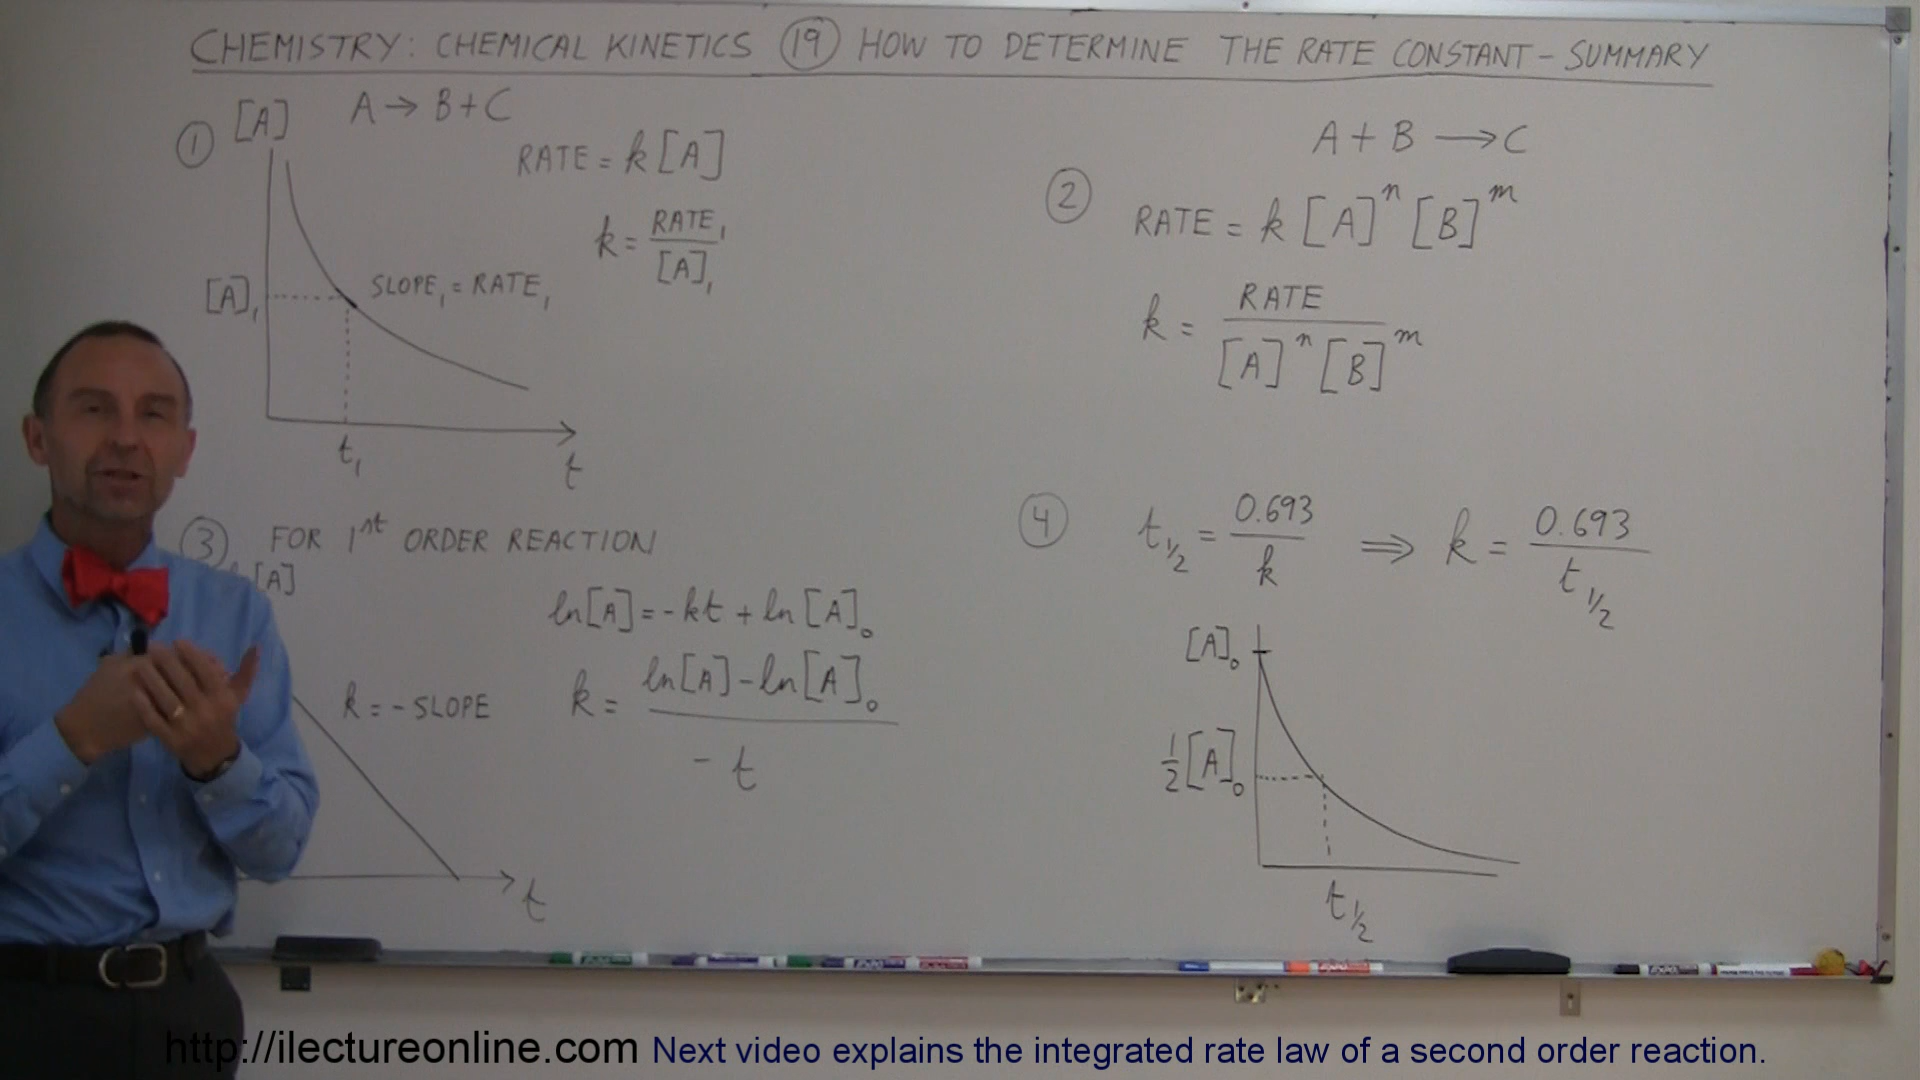 CHEMISTRY: CHEMICAL KINETICS 19 HOW TO DETERMINE THE RATE CONSTANT - SUMMARY
1
[A]
A → B + C
RATE = k [A]
k = RATE₁ / [A]₁
[A]₁
SLOPE₁ = RATE₁
t₁
t
A + B → C
2
RATE = k [A]ⁿ [B]ᵐ
k = RATE / [A]ⁿ [B]ᵐ
3 FOR 1ˢᵗ ORDER REACTION
[A]
ln[A] = -kt + ln[A]₀
k = - SLOPE
k = ln[A] - ln[A]₀ / - t
t
4
t½ = 0.693 / k ⇒ k = 0.693 / t½
[A]₀
½[A]₀
t½
http://ilectureonline.com Next video explains the integrated rate law of a second order reaction.